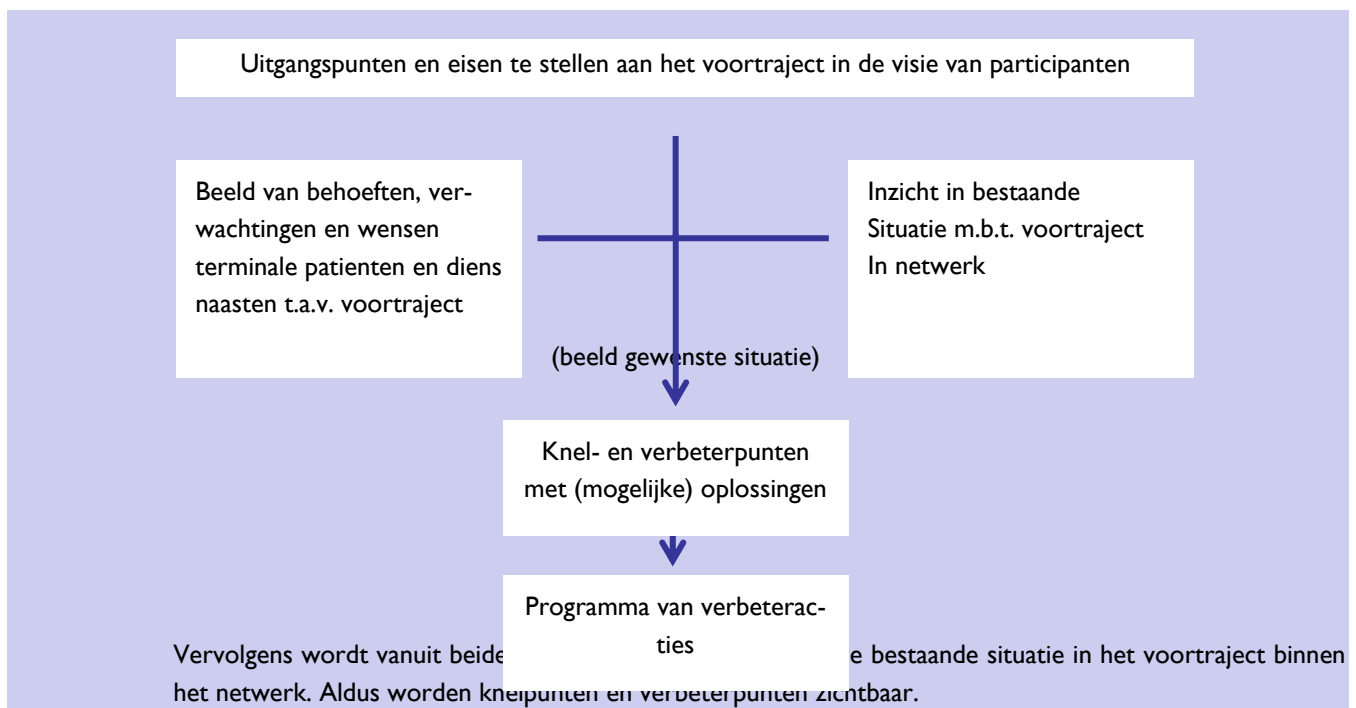 Uitgangspunten en eisen te stellen aan het voortraject in de visie van participanten
Beeld van behoeften, ver-
wachtingen en wensen
terminale patienten en diens
naasten t.a.v. voortraject
Inzicht in bestaande
Situatie m.b.t. voortraject
In netwerk
(beeld gewenste situatie)
Knel- en verbeterpunten
met (mogelijke) oplossingen
Programma van verbeterac-
ties
Vervolgens wordt vanuit beide e bestaande situatie in het voortraject binnen
het netwerk. Aldus worden knelpunten en verbeterpunten zichtbaar.